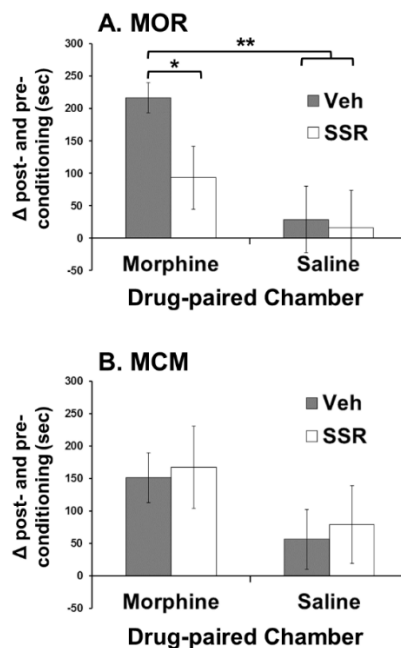 A. MOR
Δ post- and pre-
conditioning (sec)
300
250
200
150
100
50
0
-50
**
*
Veh
SSR
Morphine
Saline
Drug-paired Chamber
B. MCM
Δ post- and pre-
conditioning (sec)
300
250
200
150
100
50
0
-50
Veh
SSR
Morphine
Saline
Drug-paired Chamber